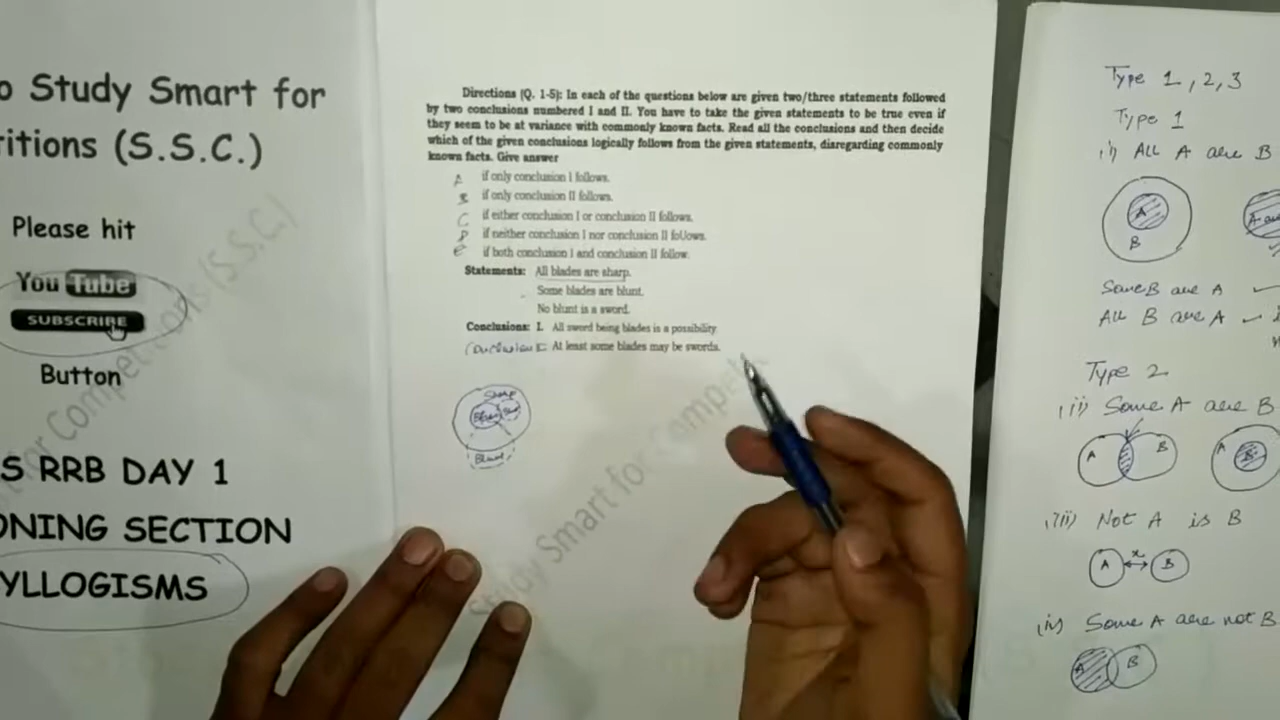 o Study Smart for
titions (S.S.C.)
Please hit
You Tube
SUBSCRIBE
Button
S RRB DAY 1
ONING SECTION
YLLOGISMS
Directions (Q. 1-5): In each of the questions below are given two/three statements followed
by two conclusions numbered I and II. You have to take the given statements to be true even if
they seem to be at variance with commonly known facts. Read all the conclusions and then decide
which of the given conclusions logically follows from the given statements, disregarding commonly
known facts. Give answer
A if only conclusion I follows.
B if only conclusion II follows.
C if either conclusion I or conclusion II follows.
D if neither conclusion I nor conclusion II foUows.
e if both conclusion I and conclusion II follow.
Statements: All blades are sharp.
Some blades are blunt.
No blunt is a sword.
Conclusions: I. All sword being blades is a possibility.
Conclusion II: At least some blades may be swords.
Sharp
Study Smart for Compet
for Competitions (S.S.C.)
Type 1, 2, 3
Type 1
(i) ALL A are B
A
B
Some B are A
ALL B are A
Type 2
(ii) Some A are B
A B
A B
(iii) Not A is B
A x B
(iv) Some A are not B
A B